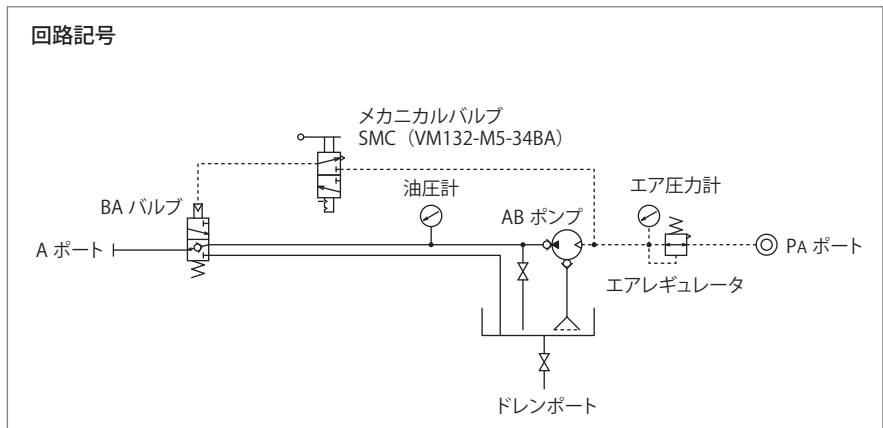 回路記号
メカニカルバルブ
SMC（VM132-M5-34BA）
油圧計
エア圧力計
BA バルブ
AB ポンプ
A ポート
PA ポート
エアレギュレータ
ドレンポート